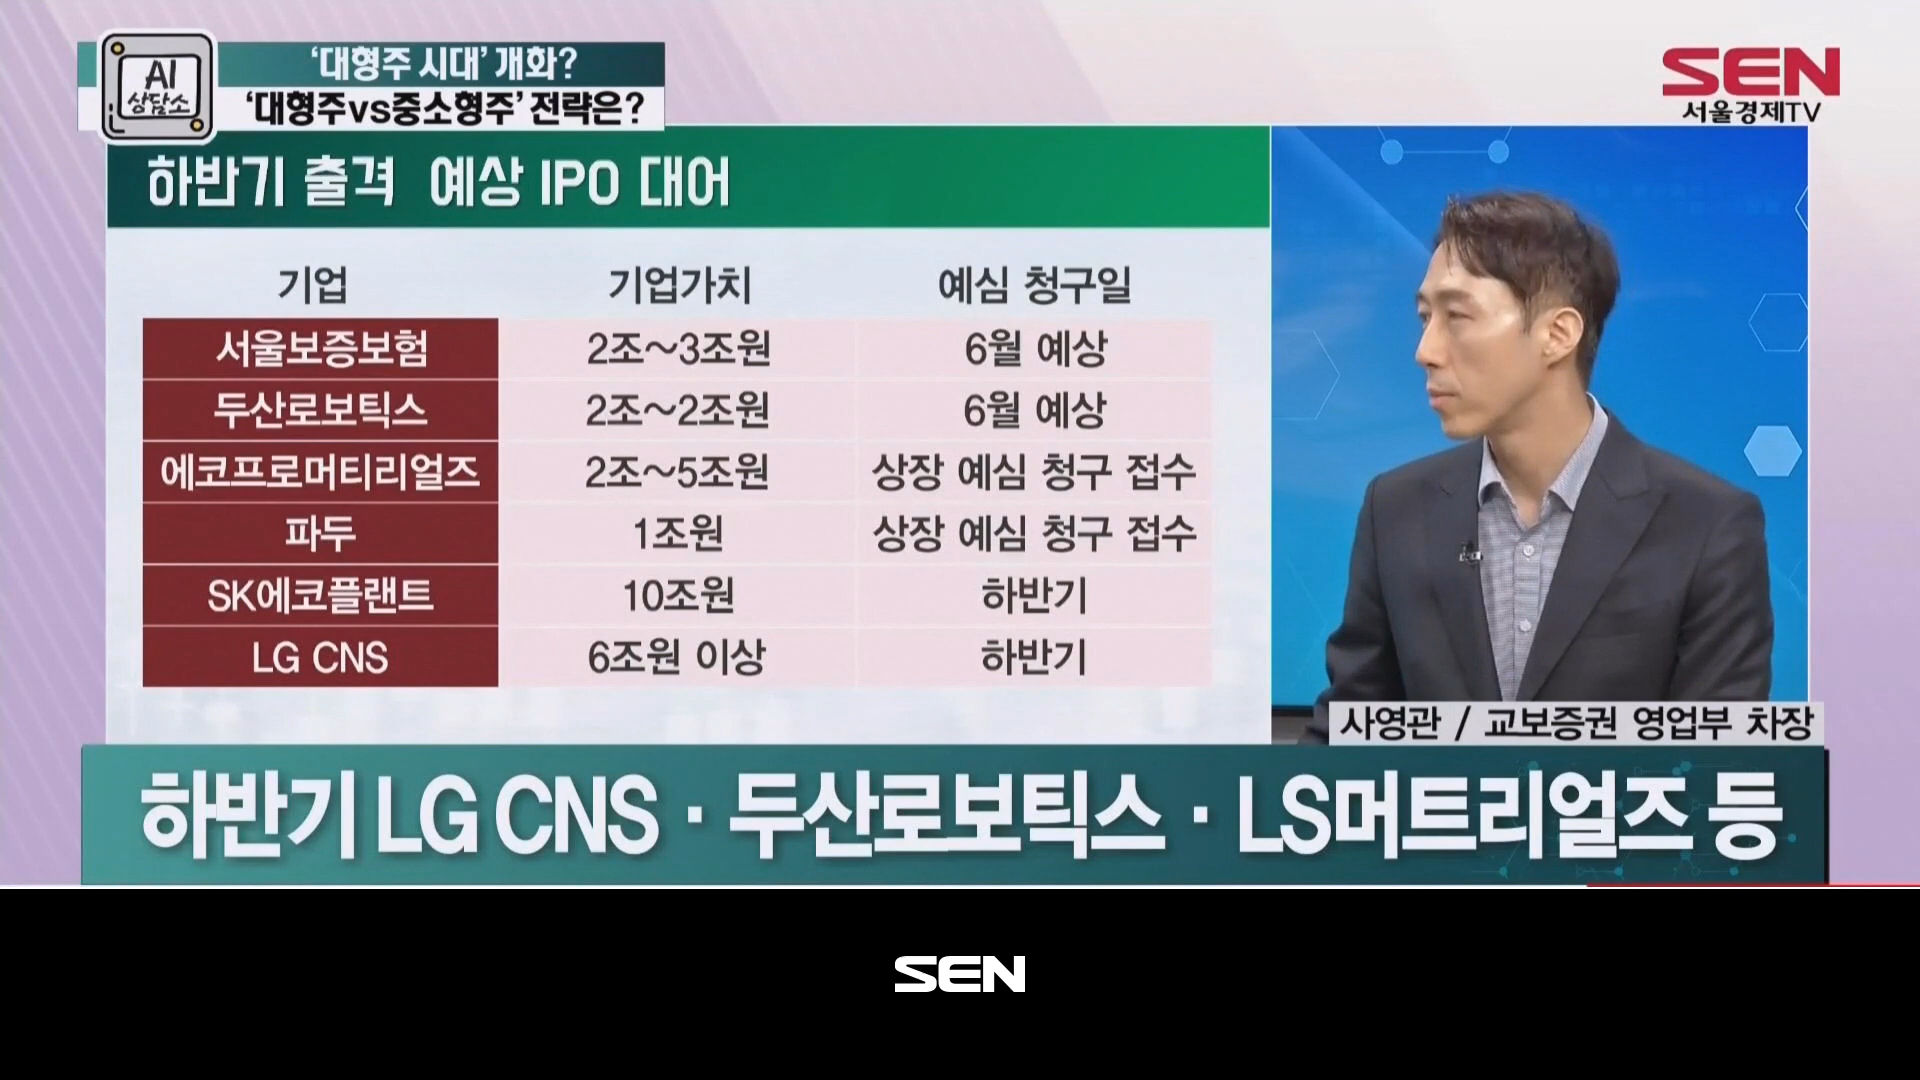 AI
상담소
‘대형주 시대’ 개화?
‘대형주vs중소형주’ 전략은?
SEN
서울경제TV
하반기 출격 예상 IPO 대어
기업 기업가치 예심 청구일
서울보증보험 2조~3조원 6월 예상
두산로보틱스 2조~2조원 6월 예상
에코프로머티리얼즈 2조~5조원 상장 예심 청구 접수
파두 1조원 상장 예심 청구 접수
SK에코플랜트 10조원 하반기
LG CNS 6조원 이상 하반기
사영관 / 교보증권 영업부 차장
하반기 LG CNS · 두산로보틱스 · LS머트리얼즈 등
SEN